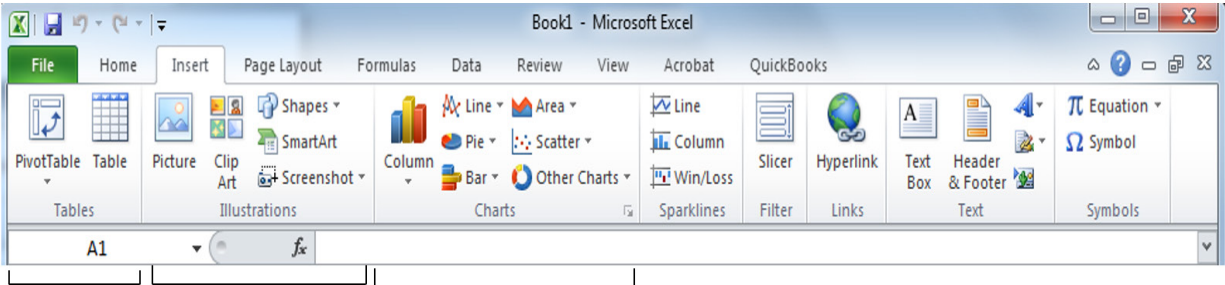 Book1 - Microsoft Excel
File Home Insert Page Layout Formulas Data Review View Acrobat QuickBooks
PivotTable Table Picture Clip Art Shapes SmartArt Screenshot
Column Line Area Pie Scatter Bar Other Charts
Line Column Win/Loss
Slicer Hyperlink Text Box Header & Footer Equation Symbol
Tables Illustrations Charts Sparklines Filter Links Text Symbols
A1 fx